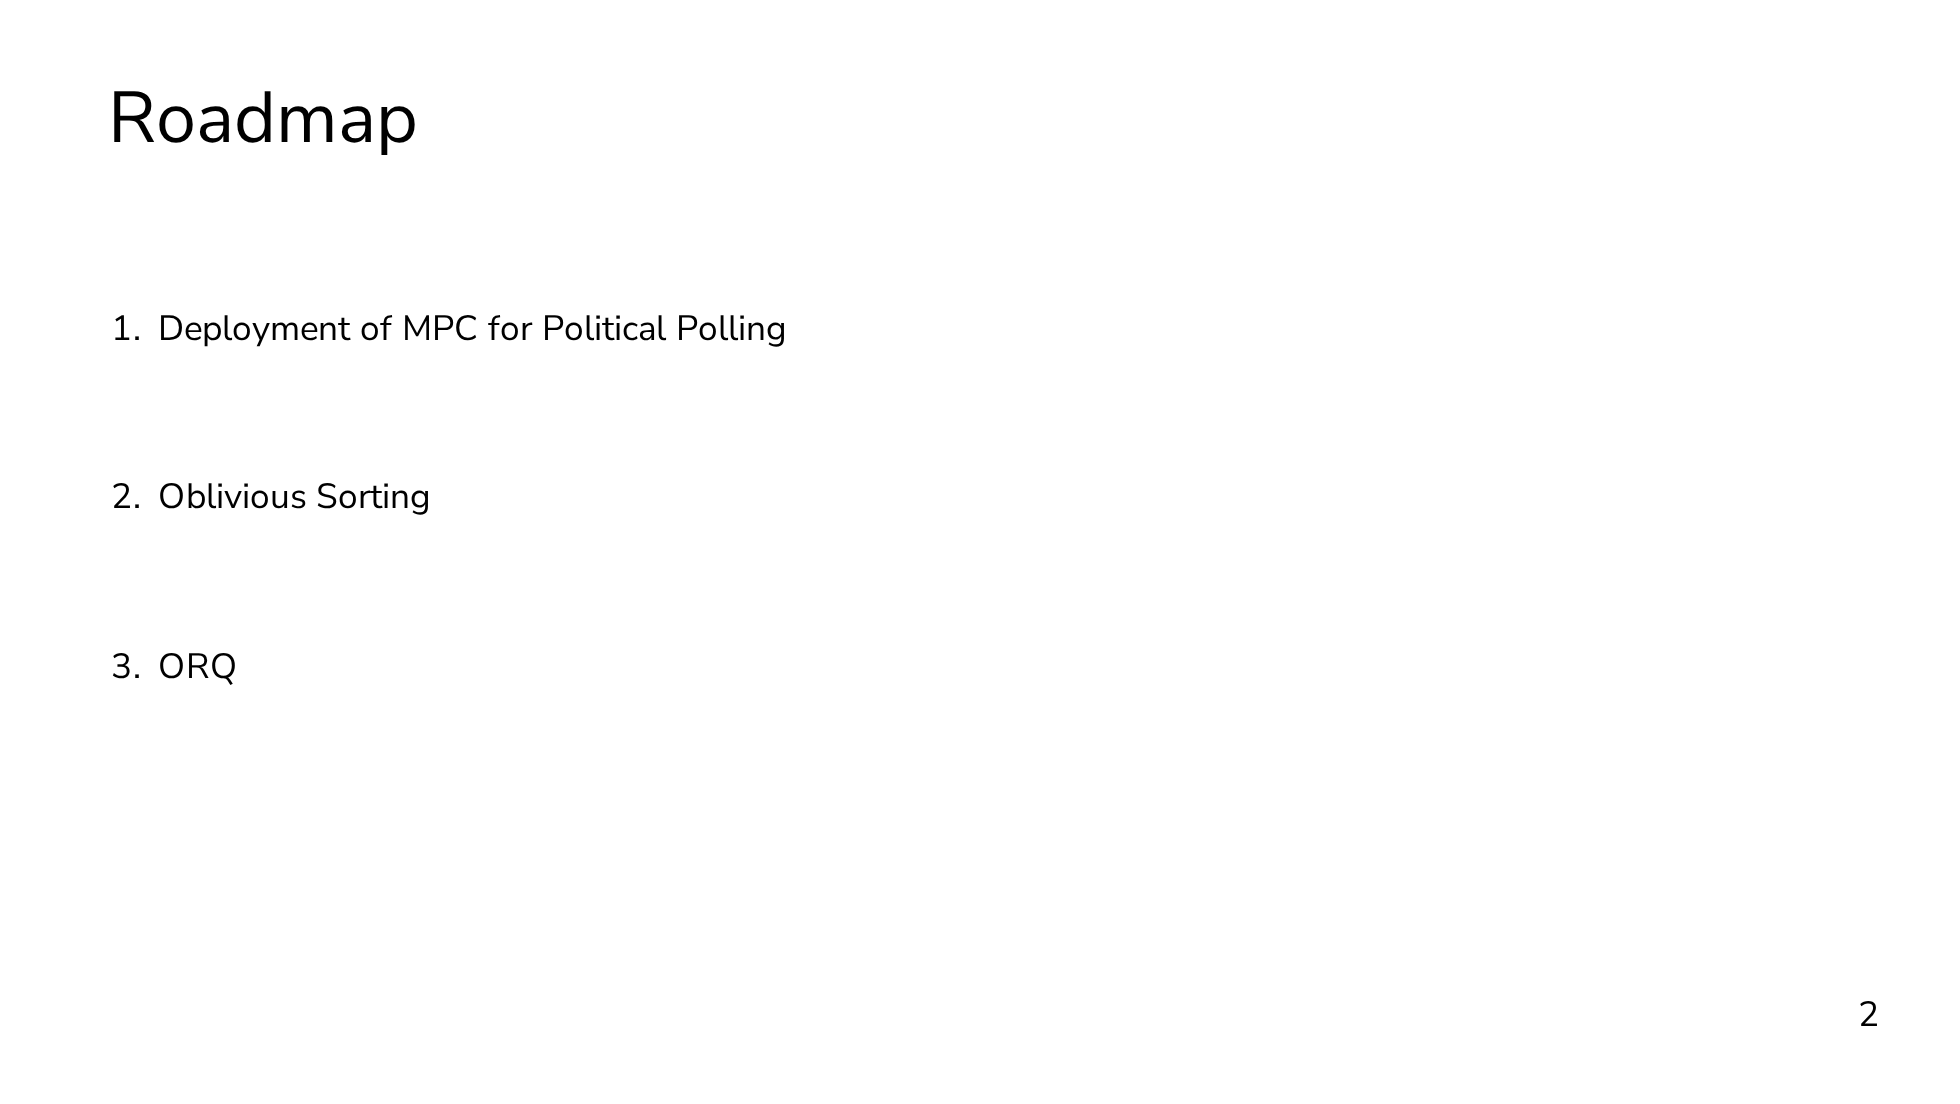 Roadmap
1. Deployment of MPC for Political Polling
2. Oblivious Sorting
3. ORQ
2